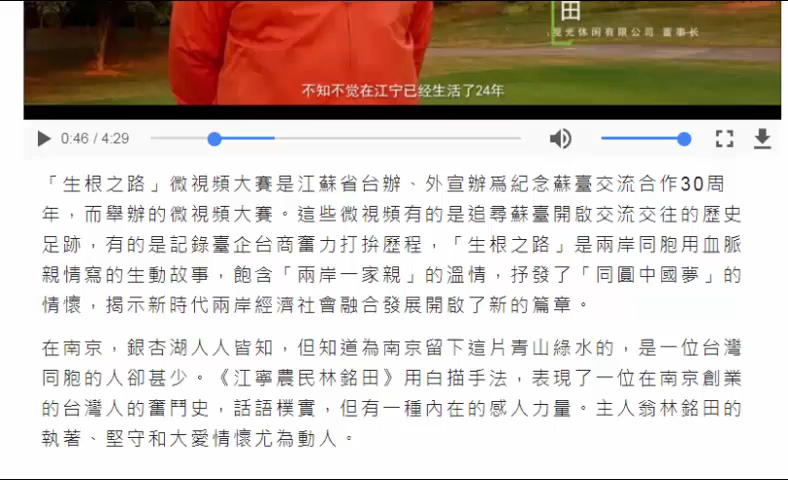 田
觉光休闲有限公司 董事长
不知不觉在江宁已经生活了24年
0:46 / 4:29
「生根之路」微視頻大賽是江蘇省台辦、外宣辦爲紀念蘇臺交流合作30周
年，而舉辦的微視頻大賽。這些微視頻有的是追尋蘇臺開啟交流交往的歷史
足跡，有的是記錄臺企台商奮力打拚歷程，「生根之路」是兩岸同胞用血脈
親情寫的生動故事，飽含「兩岸一家親」的溫情，抒發了「同圓中國夢」的
情懷，揭示新時代兩岸經濟社會融合發展開啟了新的篇章。
在南京，銀杏湖人人皆知，但知道為南京留下這片青山綠水的，是一位台灣
同胞的人卻甚少。《江寧農民林銘田》用白描手法，表現了一位在南京創業
的台灣人的奮鬥史，話語樸實，但有一種內在的感人力量。主人翁林銘田的
執著、堅守和大愛情懷尤為動人。